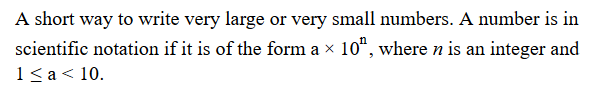 A short way to write very large or very small numbers. A number is in
scientific notation if it is of the form a × 10ⁿ, where n is an integer and
1 ≤ a < 10.